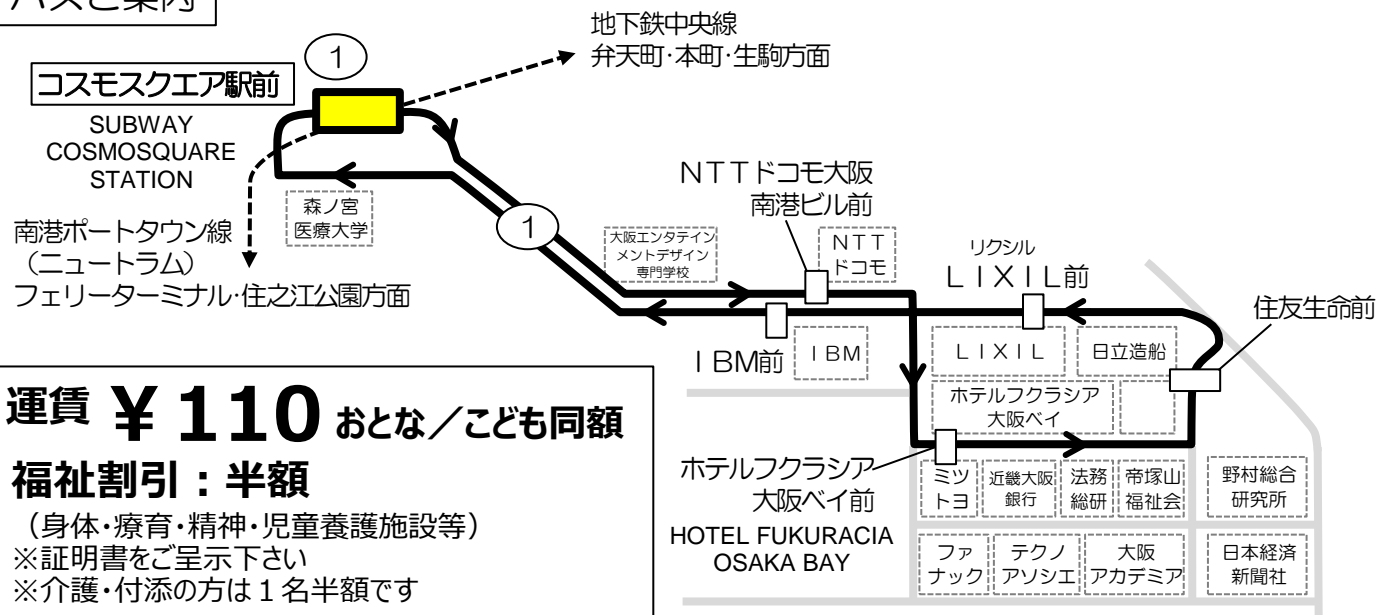 バスご案内
地下鉄中央線
弁天町・本町・生駒方面
1
コスモスクエア駅前
SUBWAY
COSMOSQUARE
STATION
南港ポートタウン線
(ニュートラム)
フェリーターミナル・住之江公園方面
森ノ宮
医療大学
1
大阪エンタテイン
メントデザイン
専門学校
NTTドコモ大阪
南港ビル前
NTT
ドコモ
リクシル
LIXIL前
住友生命前
IBM前
IBM
LIXIL
日立造船
ホテルフクラシア
大阪ベイ
ホテルフクラシア
大阪ベイ前
HOTEL FUKURACIA
OSAKA BAY
ミツ
トヨ
近畿大阪
銀行
法務
総研
帝塚山
福祉会
野村総合
研究所
ファ
ナック
テクノ
アソシエ
大阪
アカデミア
日本経済
新聞社
運賃 ¥110 おとな/こども同額
福祉割引:半額
(身体・療育・精神・児童養護施設等)
※証明書をご呈示下さい
※介護・付添の方は1名半額です